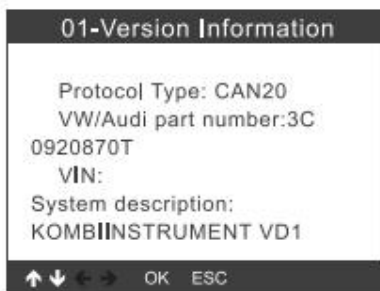 01-Version Information
Protocol Type: CAN20
VW/Audi part number:3C
0920870T
VIN:
System description:
KOMBIINSTRUMENT VD1
OK ESC